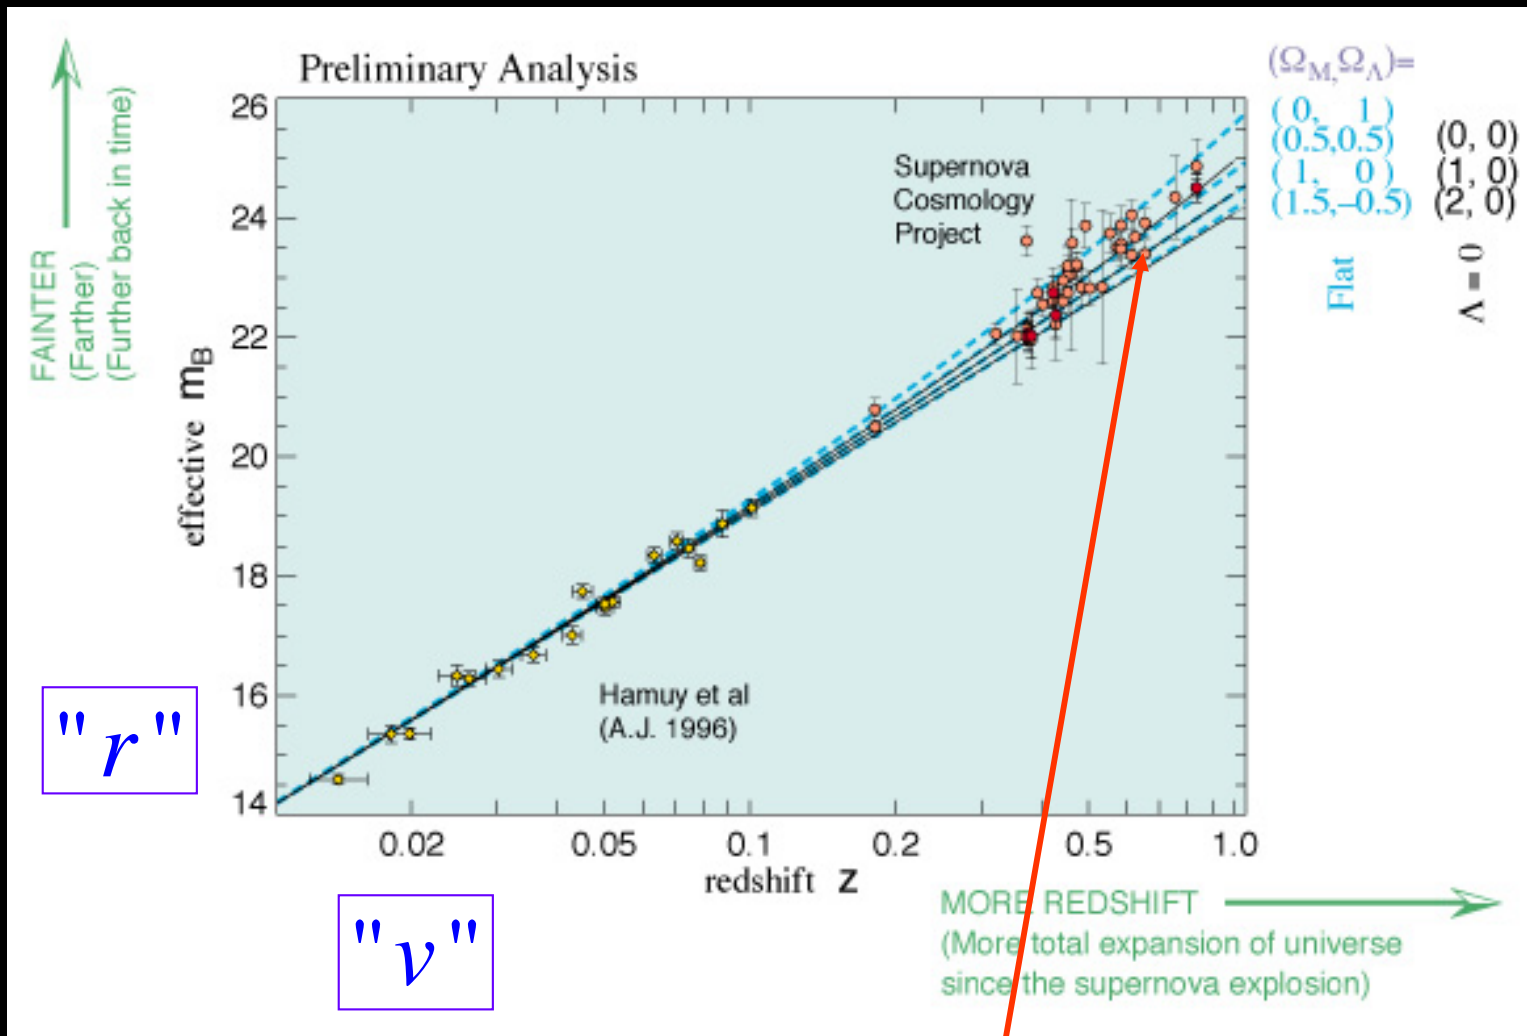 Preliminary Analysis
(Ω_M,Ω_Λ)=
( 0, 1 )
(0.5,0.5) (0, 0)
( 1, 0 ) (1, 0)
(1.5,–0.5) (2, 0)
Flat
Λ = 0
FAINTER
(Farther)
(Further back in time)
effective m_B
26
24
22
20
18
16
14
Supernova
Cosmology
Project
Hamuy et al
(A.J. 1996)
"r"
0.02 0.05 0.1 0.2 0.5 1.0
redshift z
"v"
MORE REDSHIFT
(More total expansion of universe
since the supernova explosion)